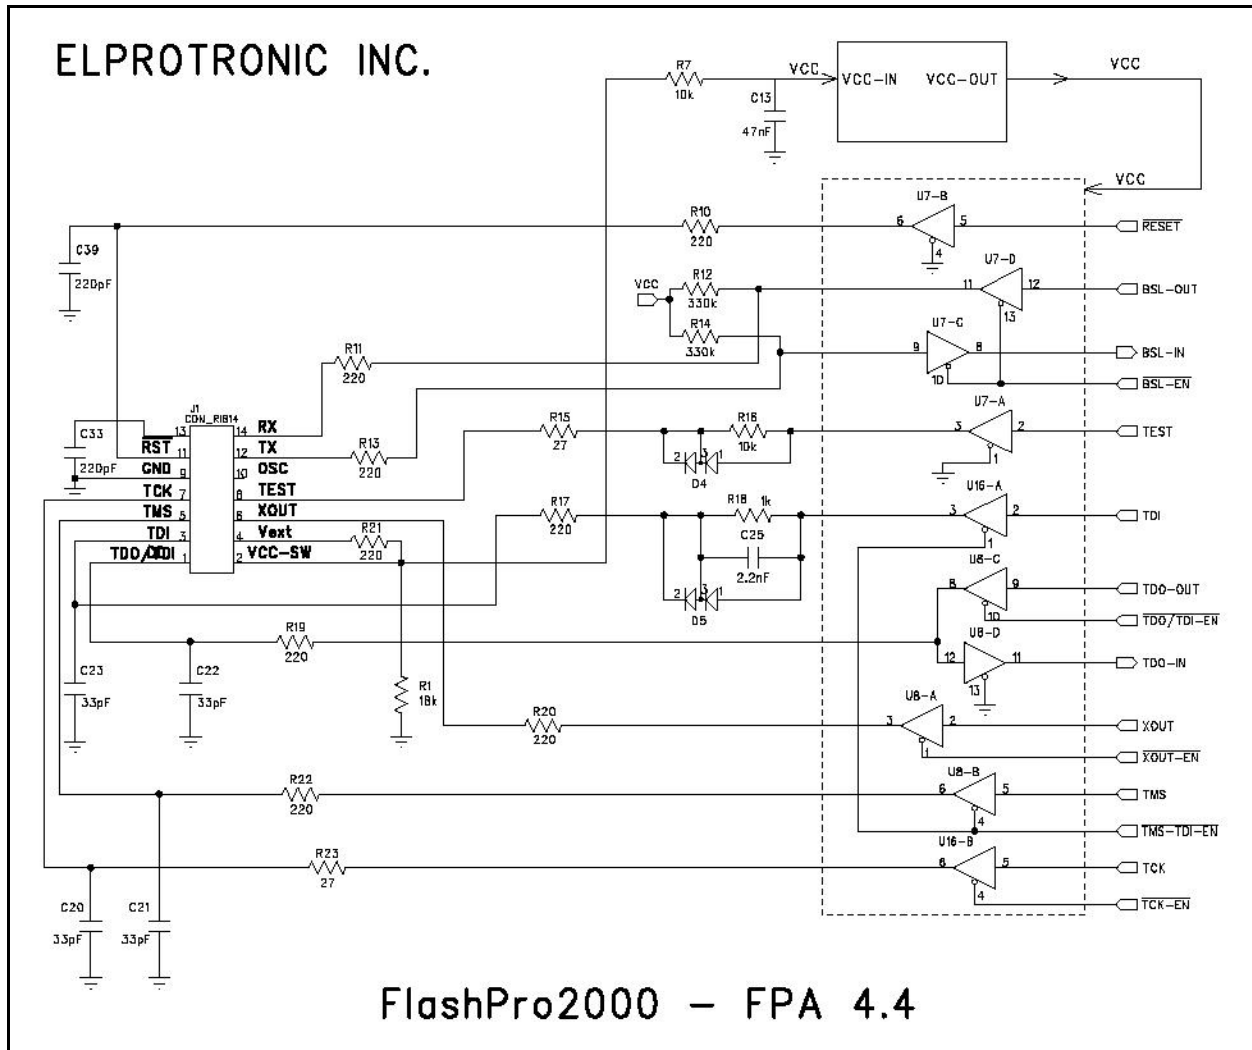 ELPROTRONIC INC.
R7
10k
VCC
VCC-IN
VCC-OUT
VCC
C13
47nF
VCC
U7-B
R10
220
6
5
RESET
4
C39
220pF
U7-D
VCC
R12
330k
11
12
BSL-OUT
13
R14
330k
U7-C
9
8
BSL-IN
10
BSL-EN
R11
220
J1
CON_RIB14
U7-A
R15
27
R16
10k
3
2
TEST
1
2
3
1
D4
C33
220pF
13
14
RX
RST
11
12
TX
GND
9
10
OSC
TCK
7
8
TEST
TMS
5
6
XOUT
TDI
3
4
Vext
TDO/TDI
1
2
VCC-SW
R13
220
R21
220
U16-A
R17
220
R18
1k
3
2
TDI
1
C25
2.2nF
2
3
1
D5
U8-C
8
9
TDO-OUT
10
TDO/TDI-EN
U8-D
12
11
TDO-IN
13
R19
220
C23
33pF
C22
33pF
R1
18k
U8-A
R20
220
3
2
XOUT
1
XOUT-EN
U8-B
R22
220
6
5
TMS
4
TMS-TDI-EN
U16-B
R23
27
6
5
TCK
4
TCK-EN
C20
33pF
C21
33pF
FlashPro2000 - FPA 4.4